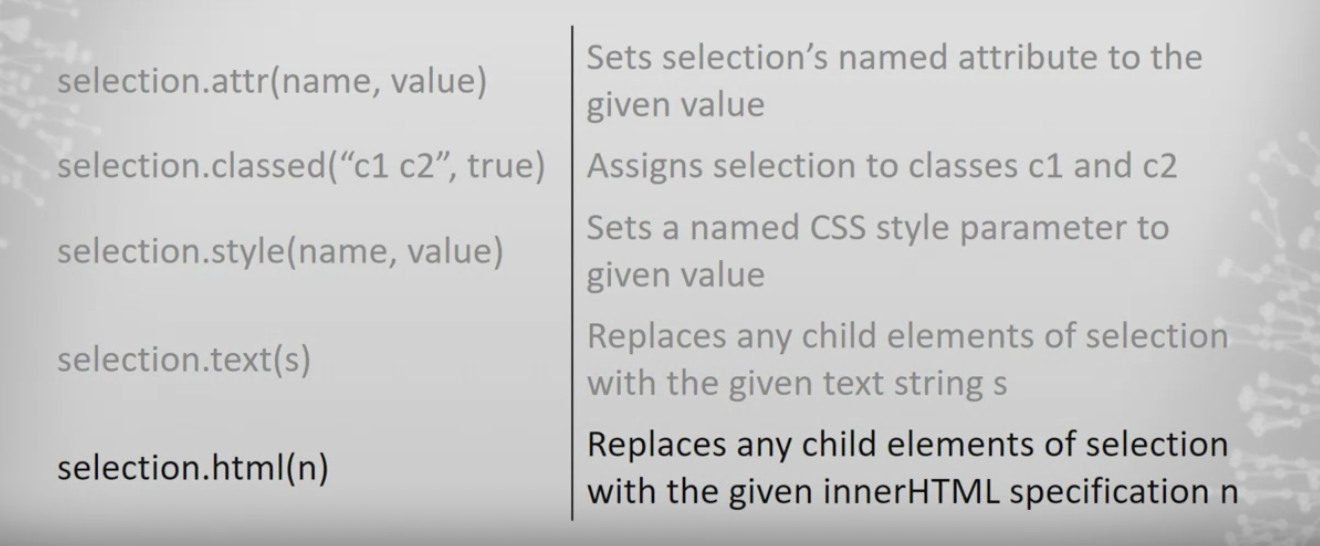 selection.attr(name, value)
Sets selection’s named attribute to the
given value
selection.classed(“c1 c2”, true)
Assigns selection to classes c1 and c2
selection.style(name, value)
Sets a named CSS style parameter to
given value
selection.text(s)
Replaces any child elements of selection
with the given text string s
selection.html(n)
Replaces any child elements of selection
with the given innerHTML specification n